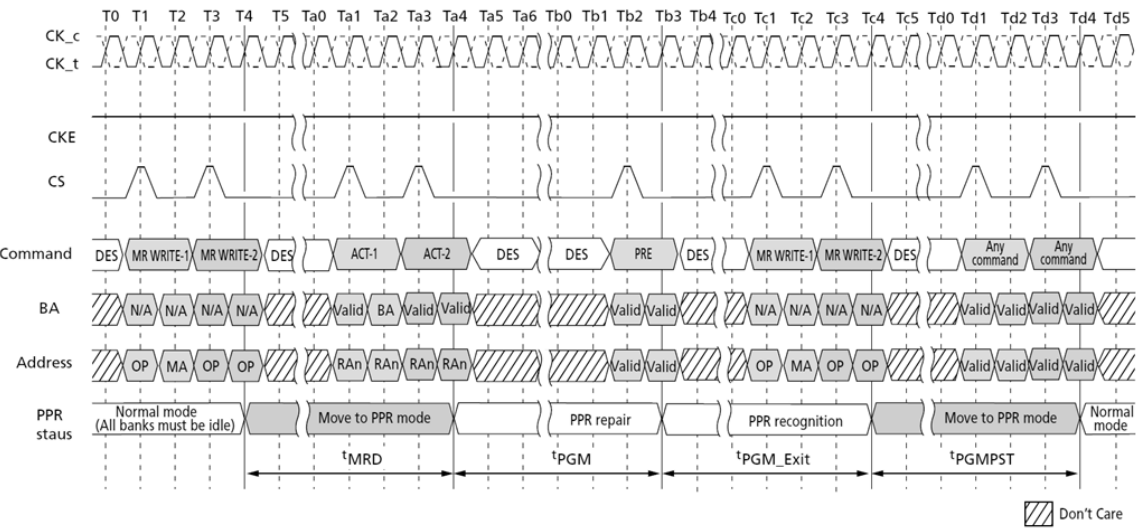 T0 T1 T2 T3 T4 T5 Ta0 Ta1 Ta2 Ta3 Ta4 Ta5 Ta6 Tb0 Tb1 Tb2 Tb3 Tb4 Tc0 Tc1 Tc2 Tc3 Tc4 Tc5 Td0 Td1 Td2 Td3 Td4 Td5
CK_c
CK_t
CKE
CS
Command DES MR WRITE-1 MR WRITE-2 DES ACT-1 ACT-2 DES DES PRE DES MR WRITE-1 MR WRITE-2 DES Any command Any command
BA N/A N/A N/A N/A Valid BA Valid Valid Valid Valid N/A N/A N/A N/A Valid Valid Valid Valid
Address OP MA OP OP RAn RAn RAn RAn Valid Valid OP MA OP OP Valid Valid Valid Valid
PPR staus
Normal mode
(All banks must be idle)
Move to PPR mode
PPR repair
PPR recognition
Move to PPR mode
Normal
mode
tMRD tPGM tPGM_Exit tPGMPST
Don't Care